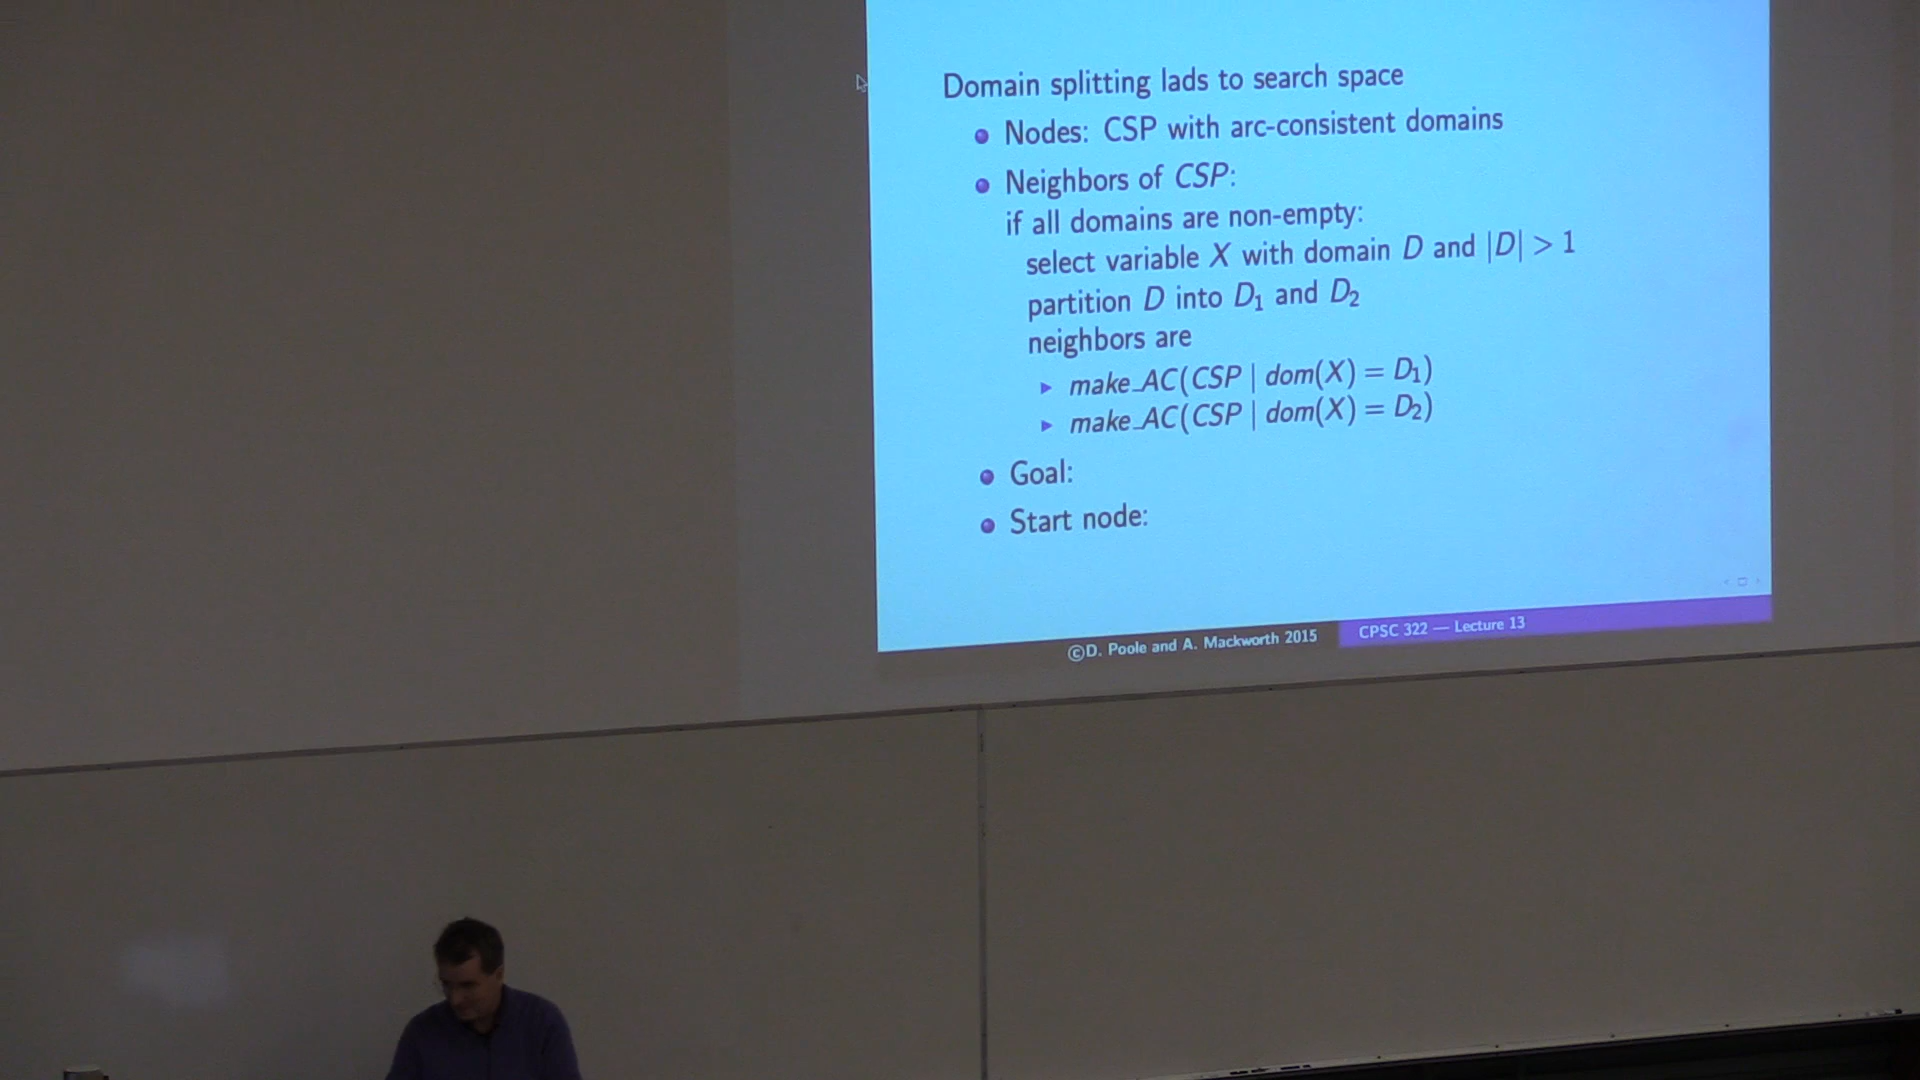 Domain splitting lads to search space
Nodes: CSP with arc-consistent domains
Neighbors of CSP:
if all domains are non-empty:
select variable X with domain D and |D| > 1
partition D into D₁ and D₂
neighbors are
make_AC(CSP | dom(X) = D₁)
make_AC(CSP | dom(X) = D₂)
Goal:
Start node:
©D. Poole and A. Mackworth 2015 CPSC 322 — Lecture 13